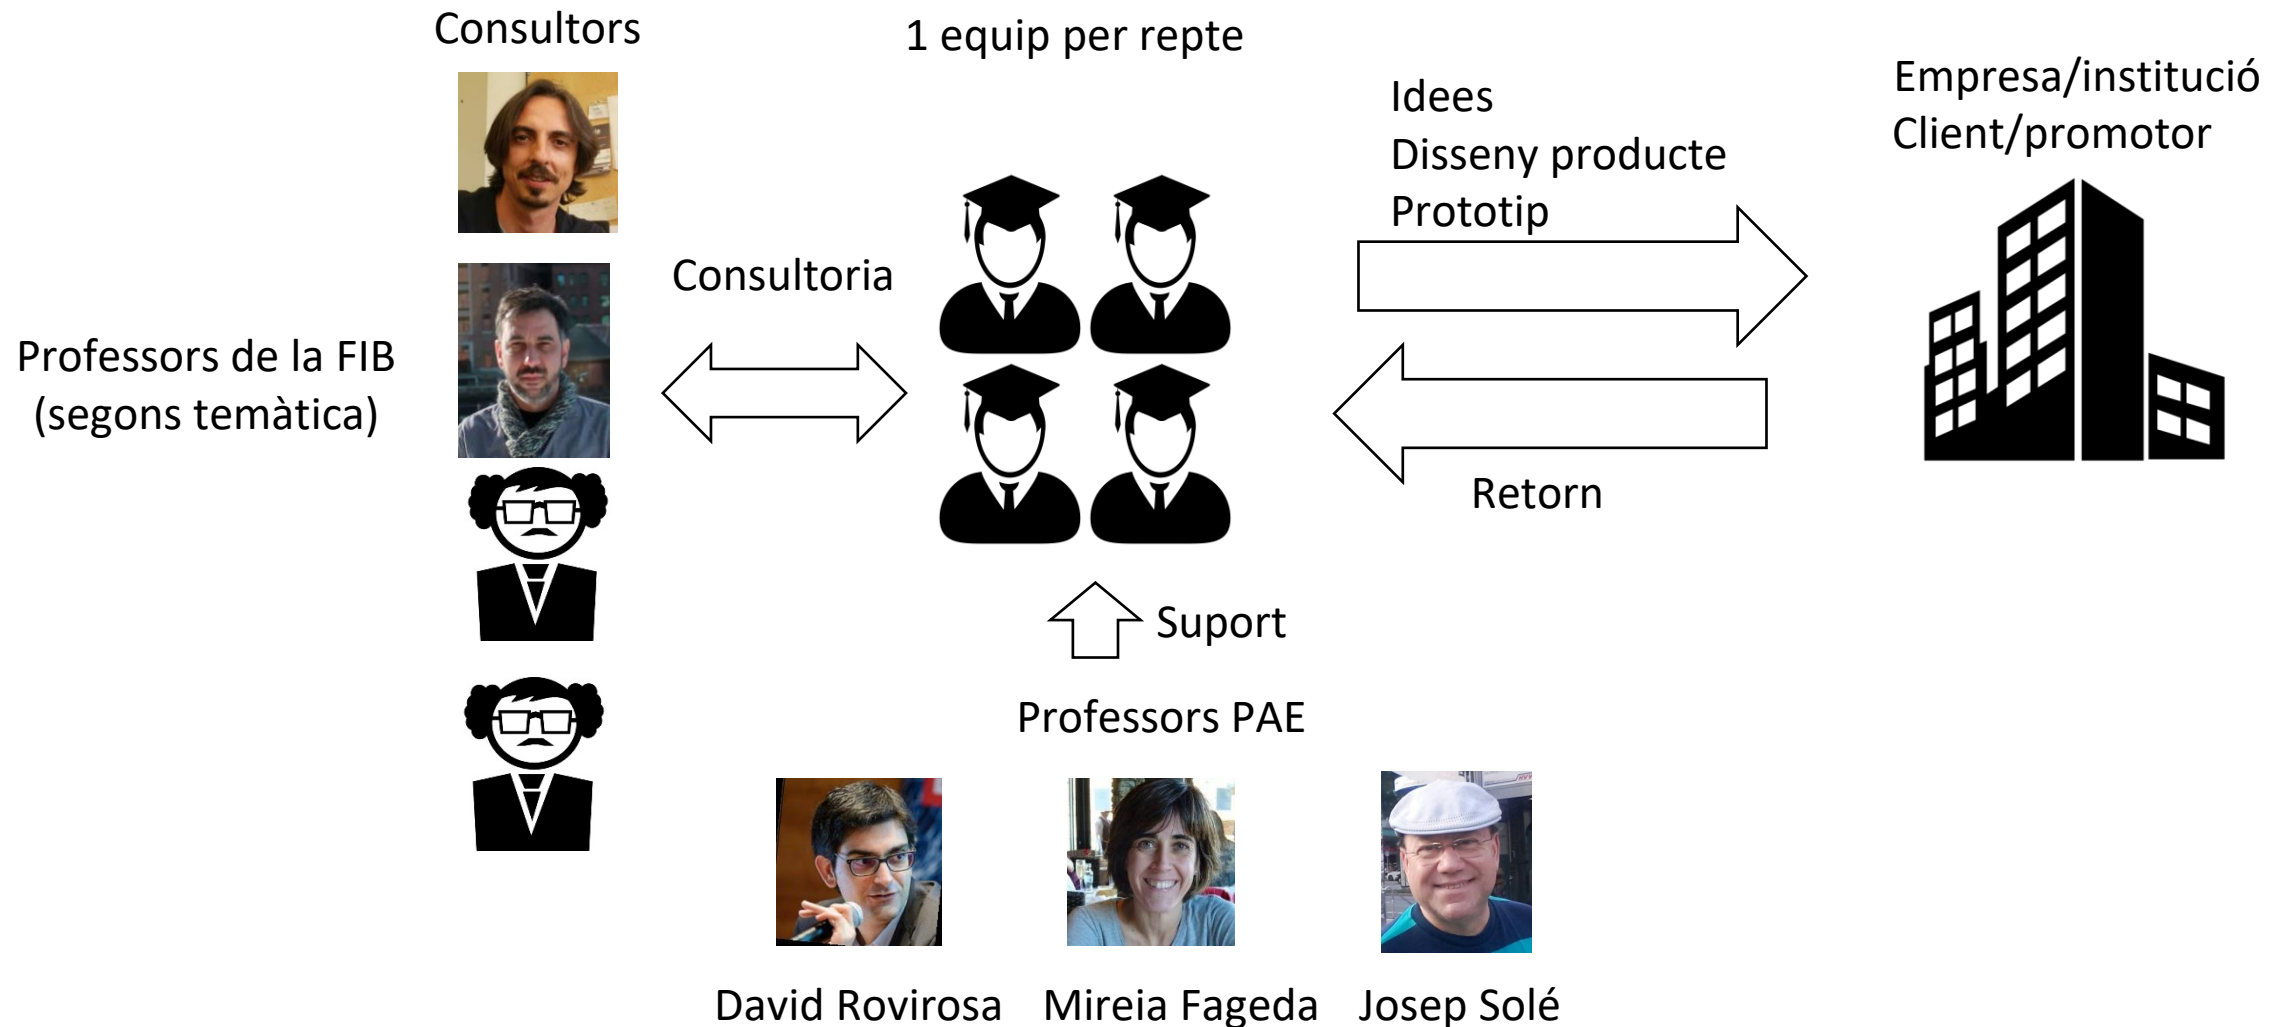 Consultors
1 equip per repte
Empresa/institució
Client/promotor
Idees
Disseny producte
Prototip
Consultoria
Professors de la FIB
(segons temàtica)
Retorn
Suport
Professors PAE
David Rovirosa
Mireia Fageda
Josep Solé